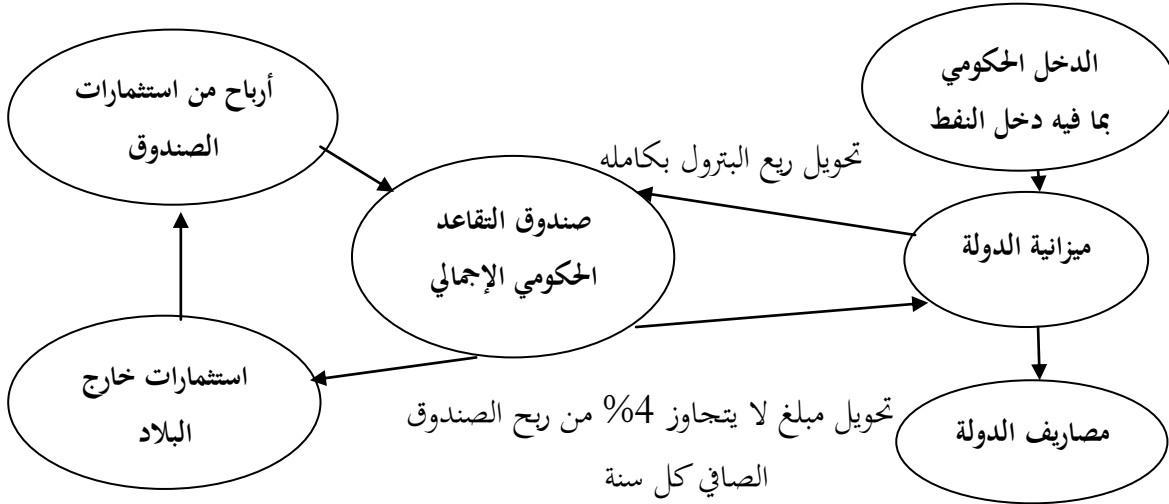 الدخل الحكومي
بما فيه دخل النفط
أرباح من استثمارات
الصندوق
تحويل ريع البترول بكامله
صندوق التقاعد
الحكومي الإجمالي
ميزانية الدولة
استثمارات خارج
البلاد
تحويل مبلغ لا يتجاوز 4% من ربح الصندوق
الصافي كل سنة
مصاريف الدولة